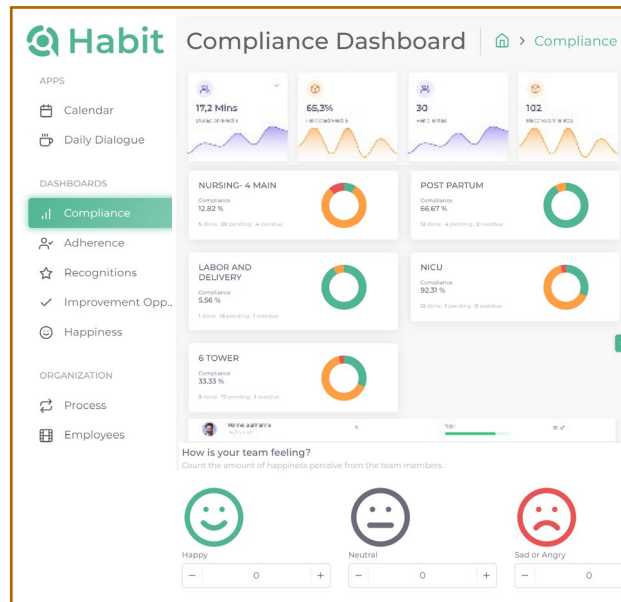 Habit
Compliance Dashboard
> Compliance
APPS
Calendar
Daily Dialogue
DASHBOARDS
Compliance
Adherence
Recognitions
Improvement Opp..
Happiness
ORGANIZATION
Process
Employees
17,2 Mins
65,3%
30
102
NURSING- 4 MAIN
Compliance
12.82 %
5 done. 30 pending. 4 overdue.
POST PARTUM
Compliance
66.67 %
12 done. 4 pending. 2 overdue.
LABOR AND
DELIVERY
Compliance
5.56 %
1 done. 16 pending. 1 overdue.
NICU
Compliance
92.31 %
12 done. 1 pending. 0 overdue.
6 TOWER
Compliance
33.33 %
9 done. 17 pending. 1 overdue.
How is your team feeling?
Count the amount of happiness perceive from the team members.
Happy
Neutral
Sad or Angry
− 0 +
− 0 +
− 0